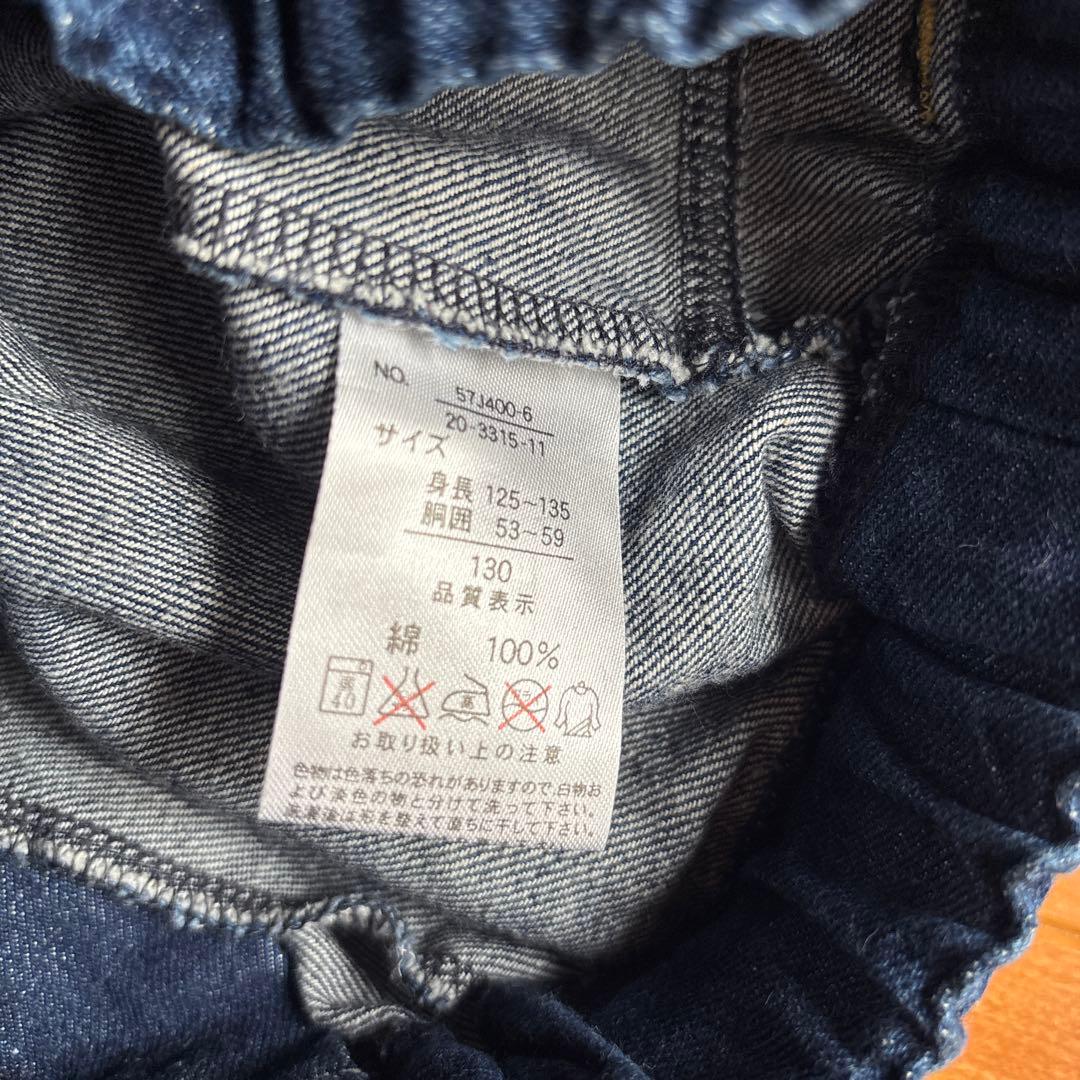 NO. 57J400-6
20-3315-11
サイズ
身長 125~135
胴囲 53~59
130
品質表示
綿 100%
40
お取り扱い上の注意
色物は色落ちの恐れがありますので、白物お
よび淡色の物と分けて洗って下さい。
洗濯後は形を整えて直ちに干して下さい。